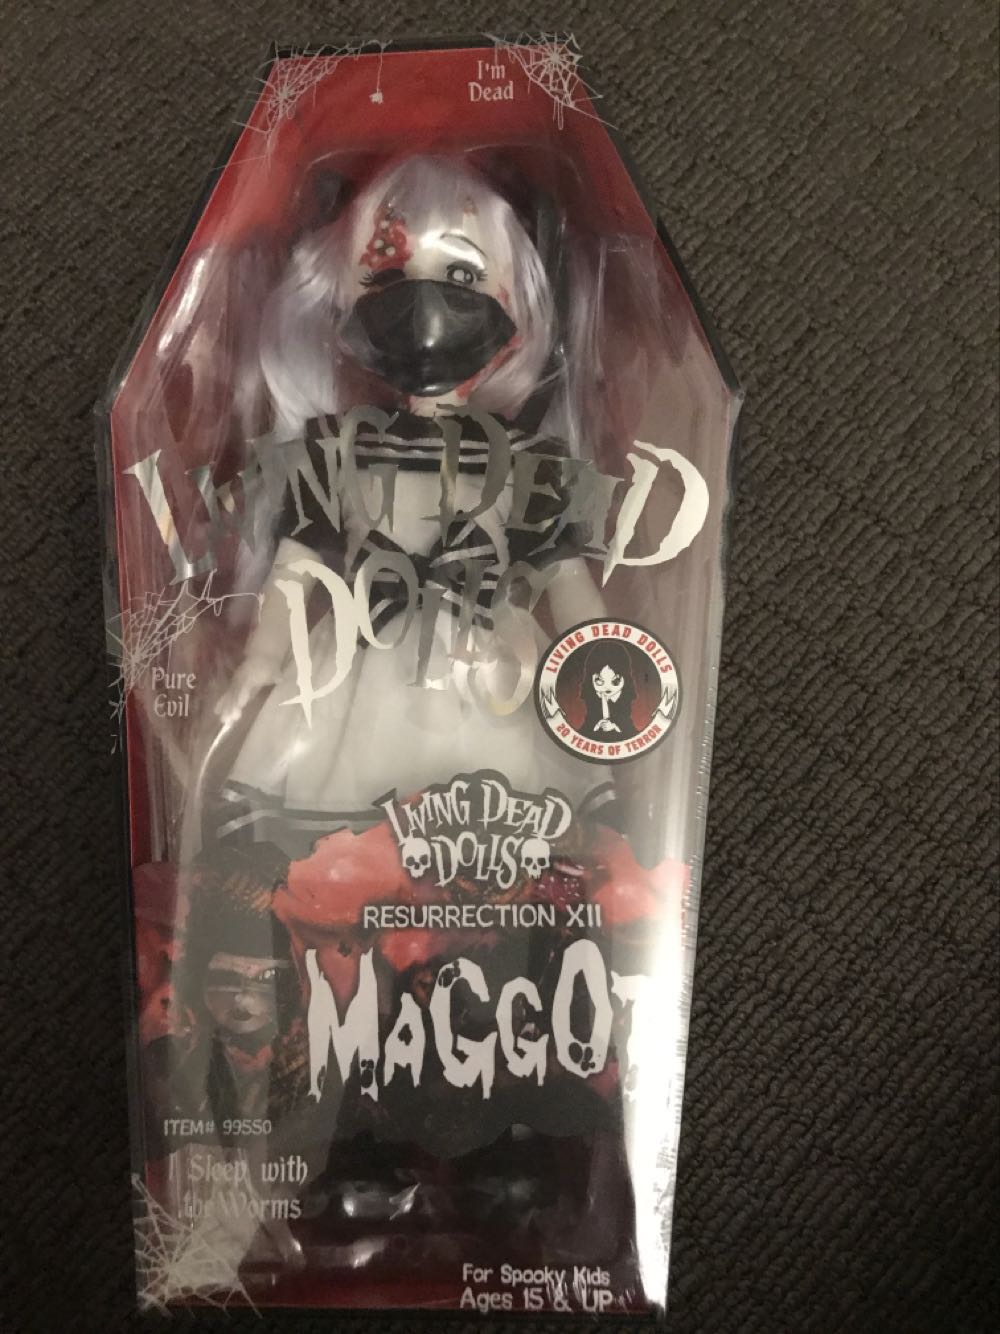 I'm
Dead
LIVING DEAD
DOLLS
Pure
Evil
LIVING DEAD DOLLS
20 YEARS OF TERROR
LIVING DEAD
DOLLS
RESURRECTION XII
MAGGOT
ITEM# 99550
I Sleep with
the Worms
For Spooky Kids
Ages 15 & UP